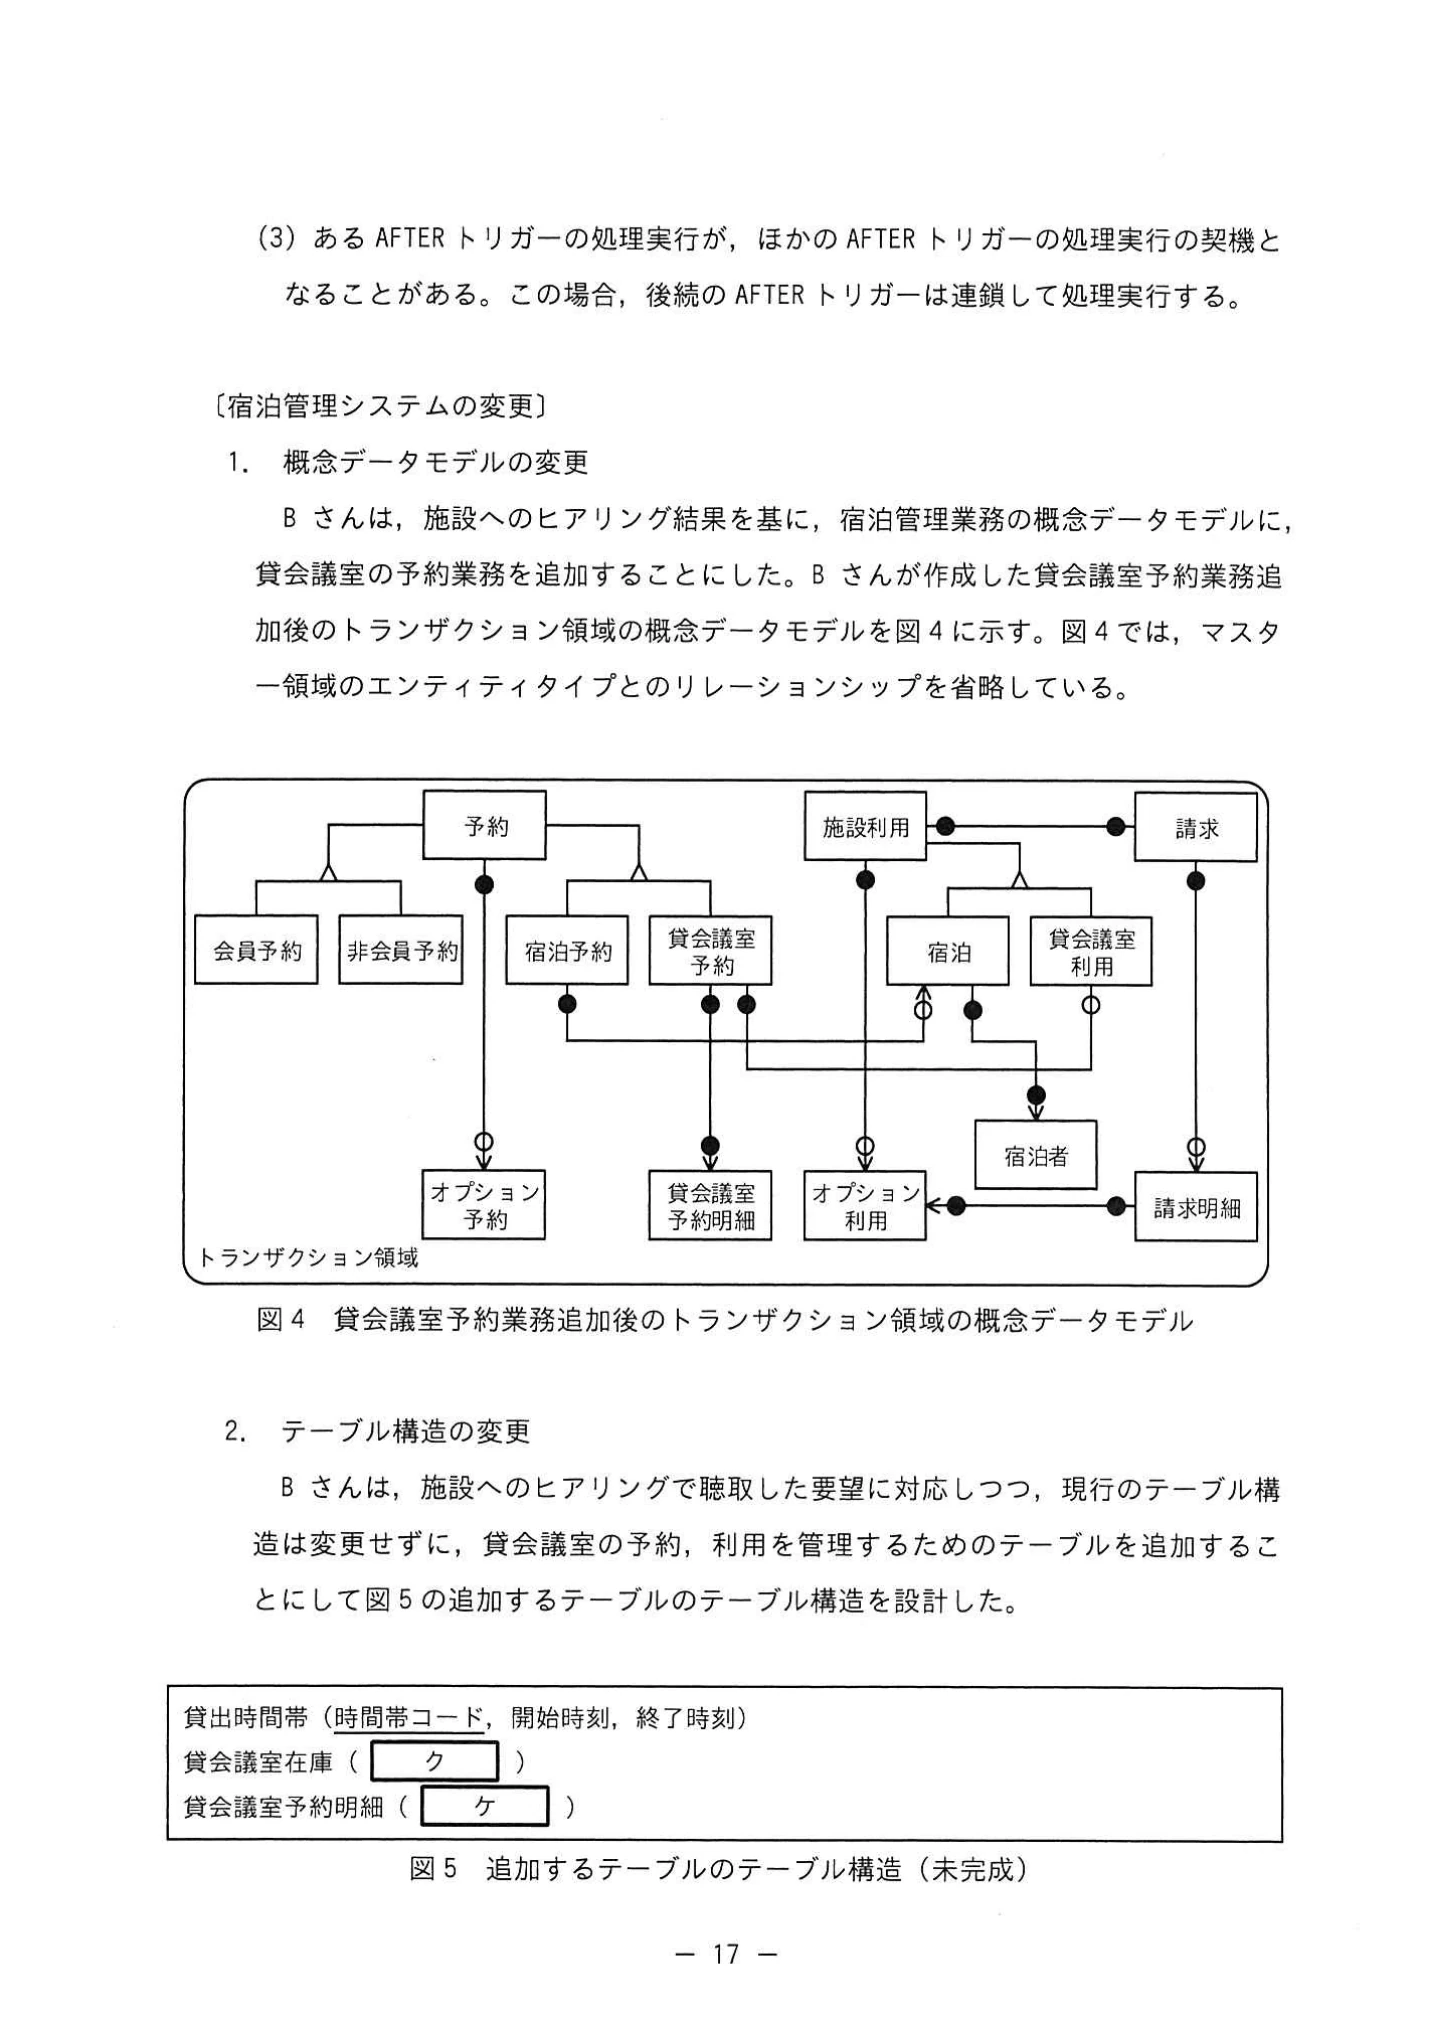 (3) ある AFTER トリガーの処理実行が，ほかの AFTER トリガーの処理実行の契機と
なることがある。この場合，後続の AFTER トリガーは連鎖して処理実行する。
〔宿泊管理システムの変更〕
1. 概念データモデルの変更
B さんは，施設へのヒアリング結果を基に，宿泊管理業務の概念データモデルに，
貸会議室の予約業務を追加することにした。B さんが作成した貸会議室予約業務追
加後のトランザクション領域の概念データモデルを図 4 に示す。図 4 では，マスタ
ー領域のエンティティタイプとのリレーションシップを省略している。
予約
施設利用
請求
会員予約
非会員予約
宿泊予約
貸会議室
予約
宿泊
貸会議室
利用
宿泊者
オプション
予約
貸会議室
予約明細
オプション
利用
請求明細
トランザクション領域
図 4 貸会議室予約業務追加後のトランザクション領域の概念データモデル
2. テーブル構造の変更
B さんは，施設へのヒアリングで聴取した要望に対応しつつ，現行のテーブル構
造は変更せずに，貸会議室の予約，利用を管理するためのテーブルを追加するこ
とにして図 5 の追加するテーブルのテーブル構造を設計した。
貸出時間帯（時間帯コード，開始時刻，終了時刻）
貸会議室在庫（ ク ）
貸会議室予約明細（ ケ ）
図 5 追加するテーブルのテーブル構造（未完成）
－ 17 －